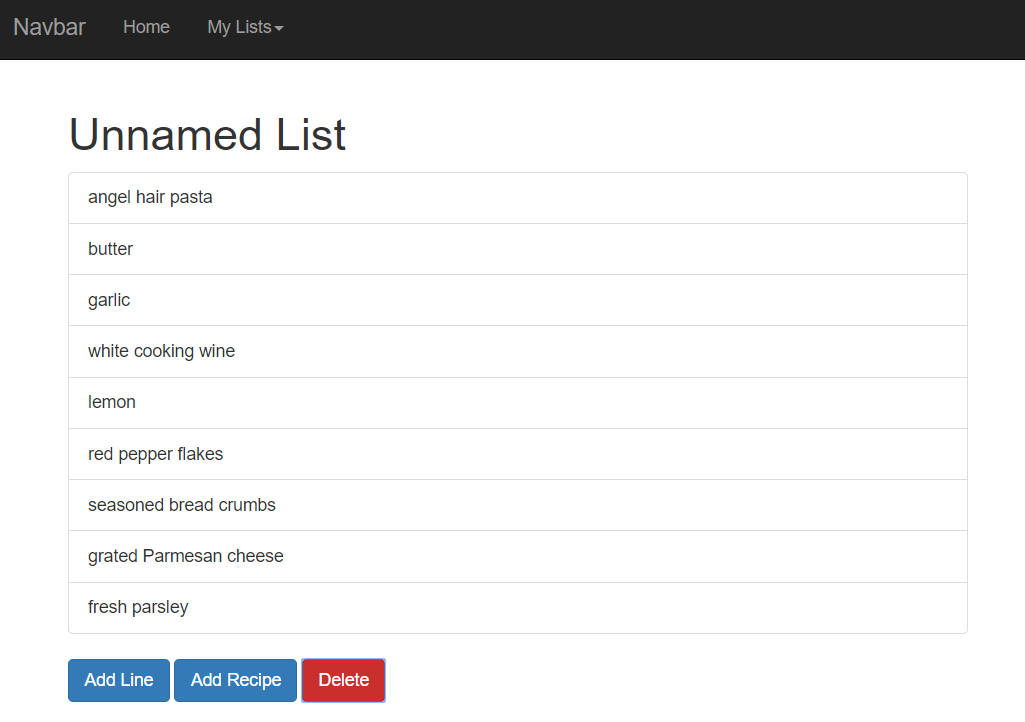 Navbar Home My Lists
Unnamed List
angel hair pasta
butter
garlic
white cooking wine
lemon
red pepper flakes
seasoned bread crumbs
grated Parmesan cheese
fresh parsley
Add Line Add Recipe Delete